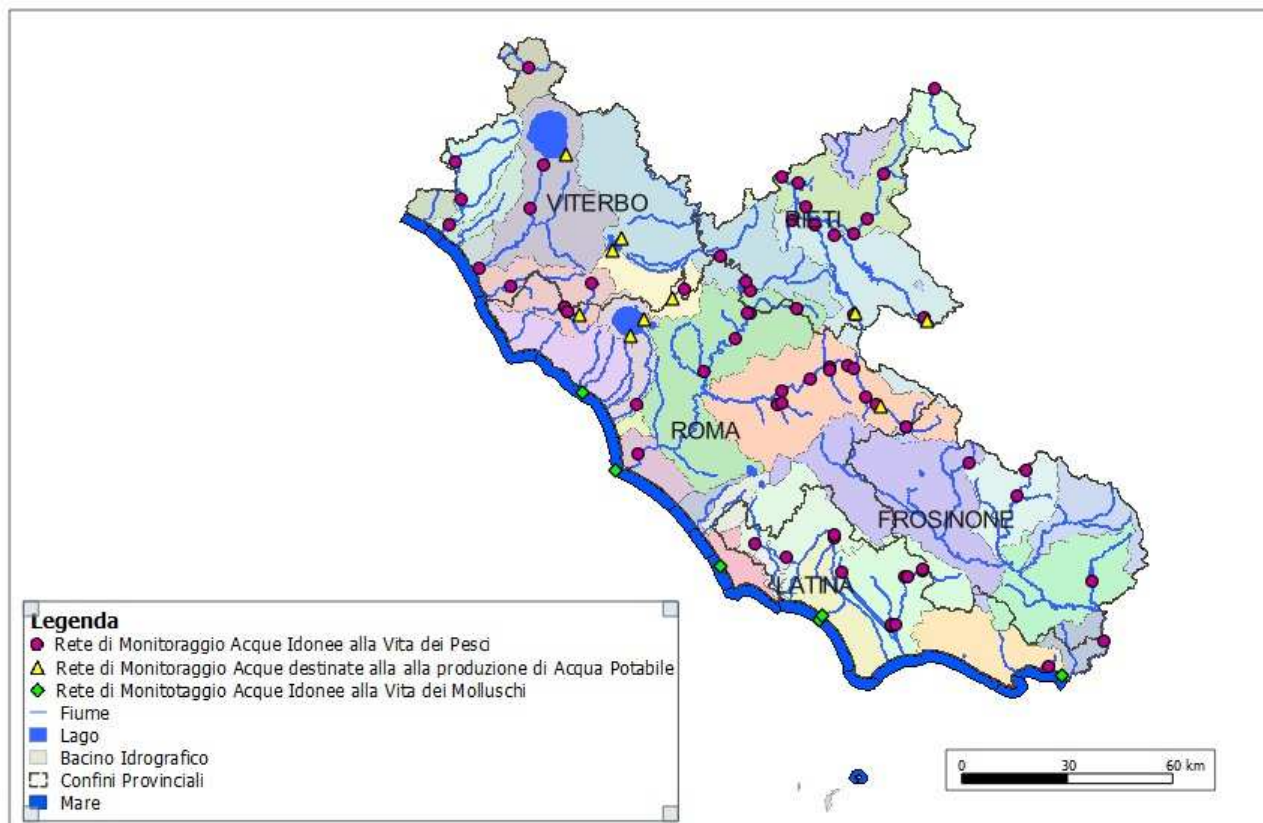 VITERBO
RIETI
ROMA
FROSINONE
LATINA
Legenda
Rete di Monitoraggio Acque Idonee alla Vita dei Pesci
Rete di Monitoraggio Acque destinate alla alla produzione di Acqua Potabile
Rete di Monitotaggio Acque Idonee alla Vita dei Molluschi
Fiume
Lago
Bacino Idrografico
Confini Provinciali
Mare
0 30 60 km